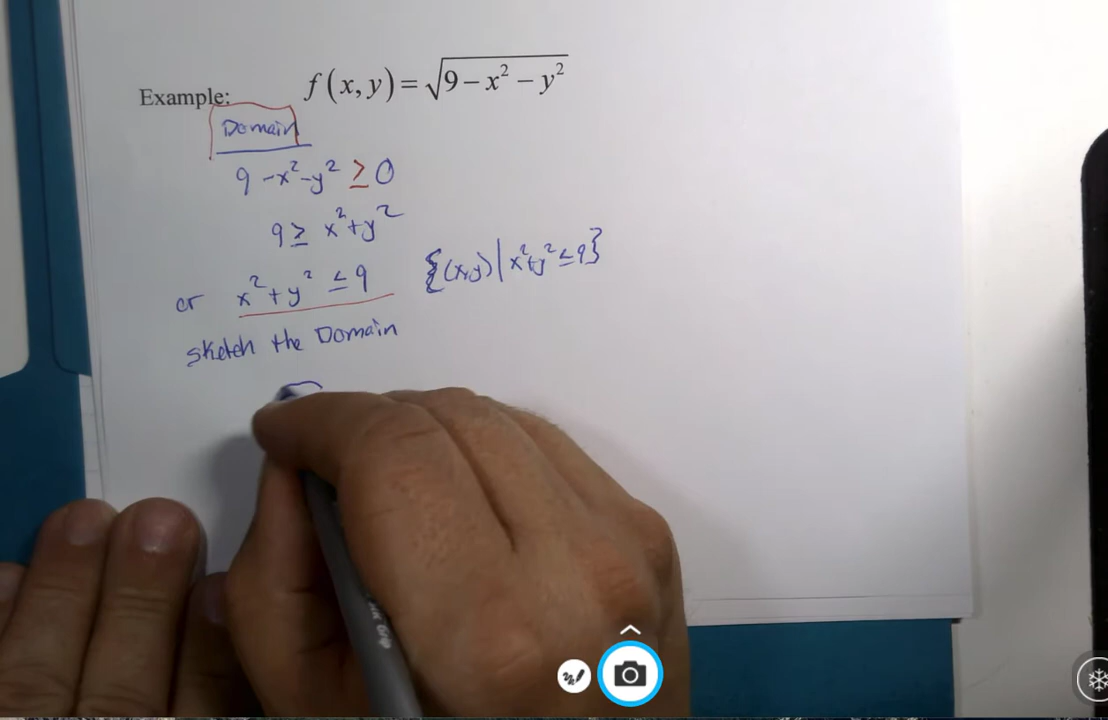 Example: f(x,y)=√(9−x²−y²)
Domain
9−x²−y² ≥ 0
9 ≥ x²+y²
or x²+y² ≤ 9 {(x,y)|x²+y²≤9}
sketch the Domain